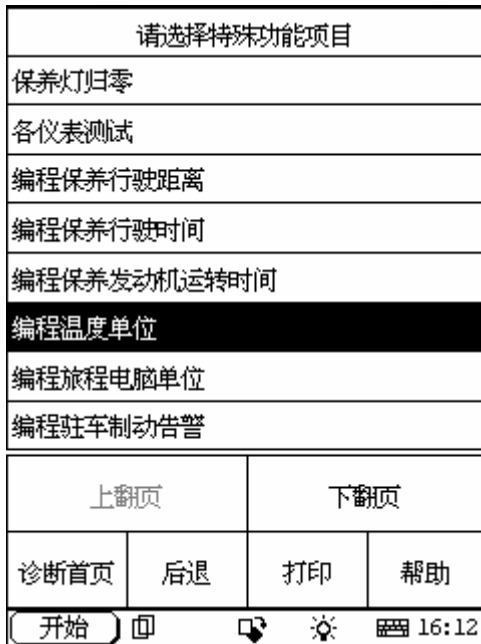 请选择特殊功能项目
保养灯归零
各仪表测试
编程保养行驶距离
编程保养行驶时间
编程保养发动机运转时间
编程温度单位
编程旅程电脑单位
编程驻车制动告警
上翻页 下翻页
诊断首页 后退 打印 帮助
开始 16:12